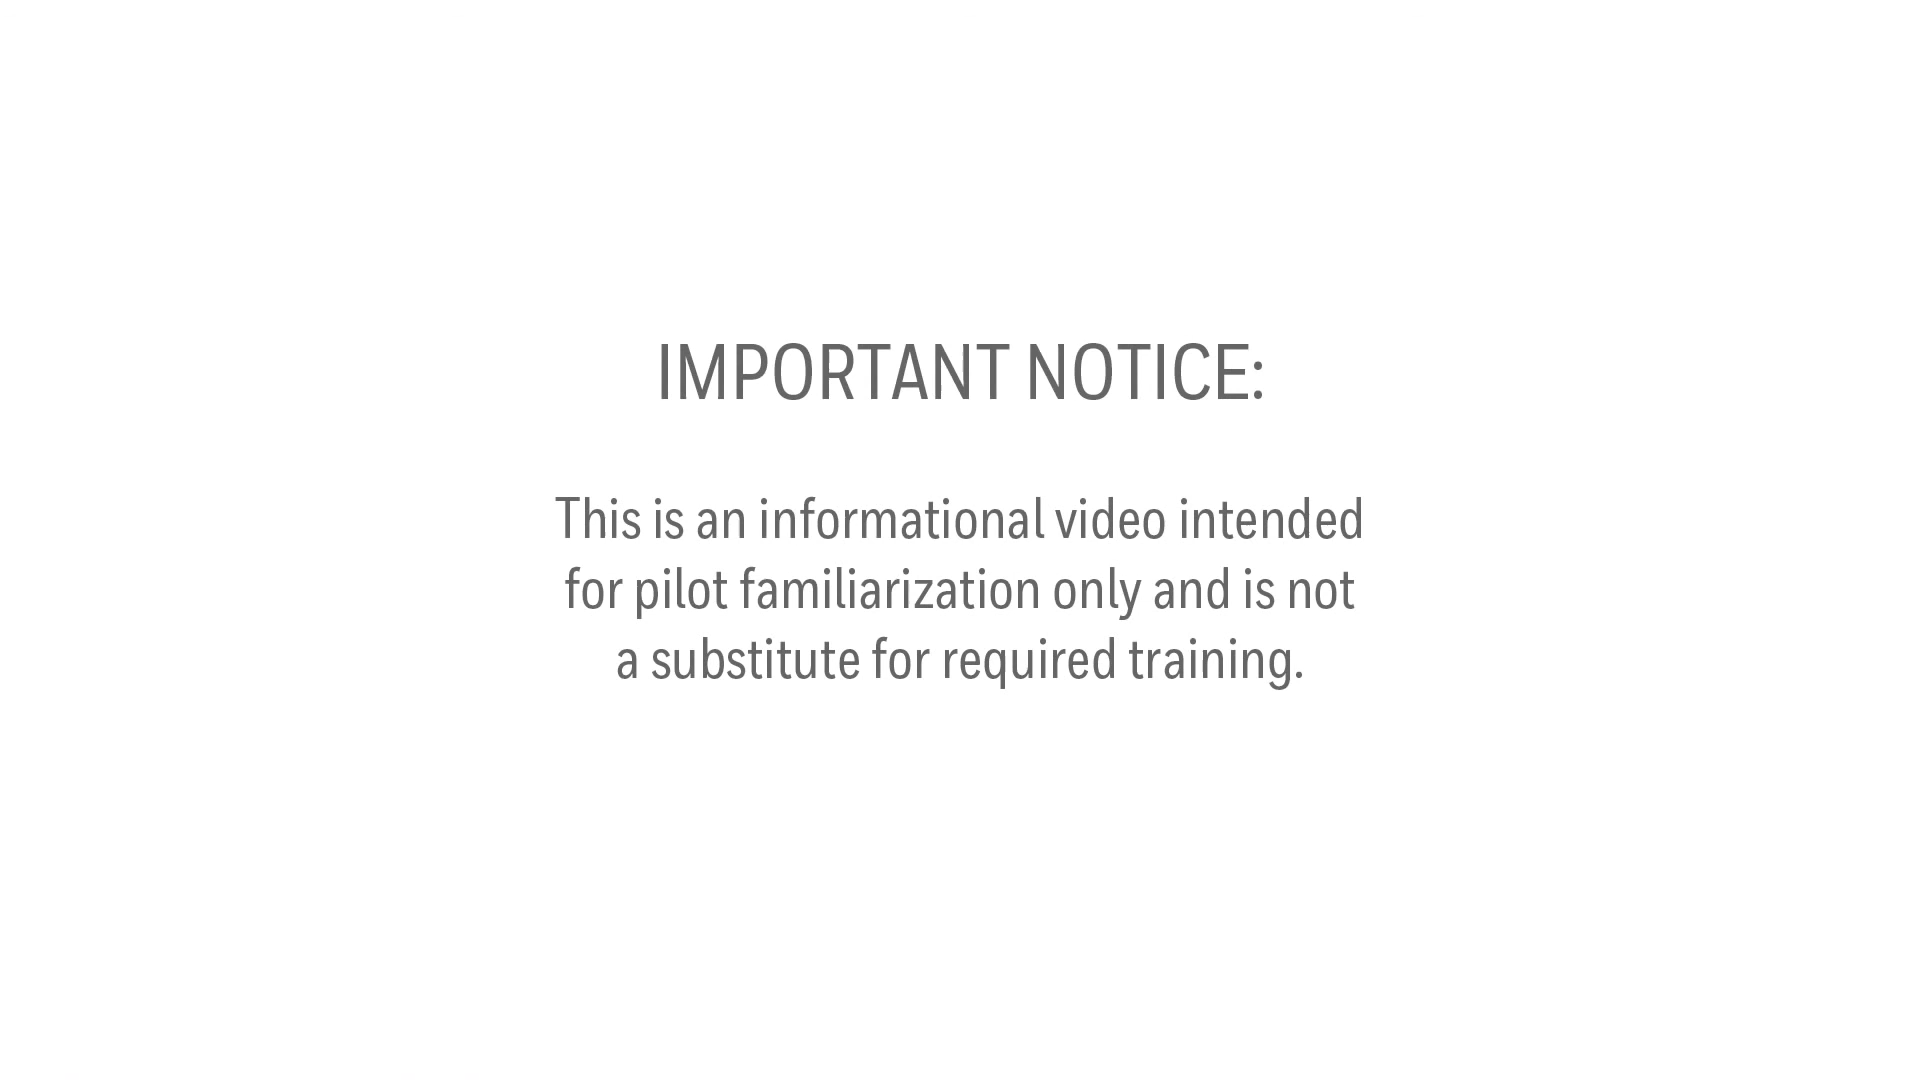 IMPORTANT NOTICE:
This is an informational video intended
for pilot familiarization only and is not
a substitute for required training.